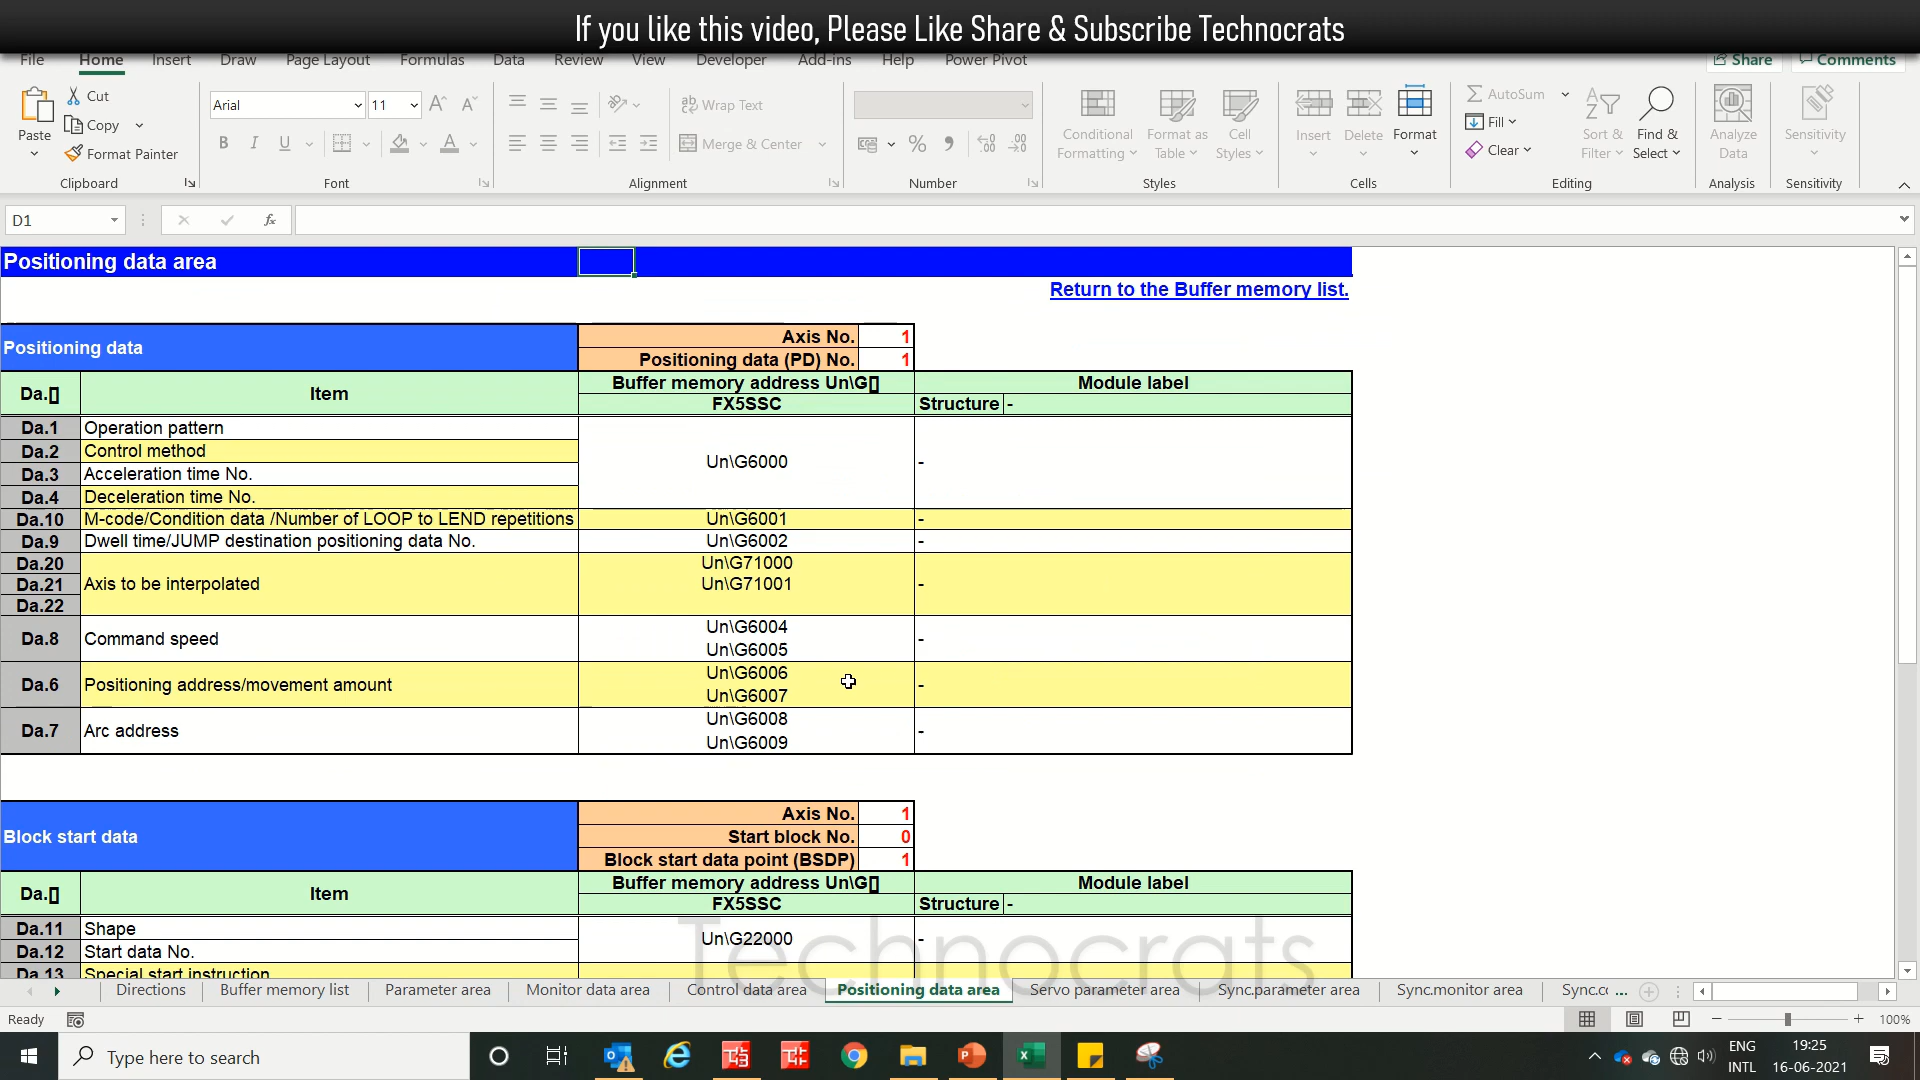 If you like this video, Please Like Share & Subscribe Technocrats
File Home Insert Draw Page Layout Formulas Data Review View Developer Add-ins Help Power Pivot Share Comments
Paste
Cut
Copy
Format Painter
Clipboard
Arial 11
B I U
Font
Wrap Text
Merge & Center
Alignment
Number
Conditional Formatting
Format as Table
Cell Styles
Styles
Insert Delete Format
Cells
AutoSum
Fill
Clear
Sort & Filter
Find & Select
Editing
Analyze Data
Analysis
Sensitivity
Sensitivity
D1 fx
Positioning data area
Return to the Buffer memory list.
Positioning data
Axis No. 1
Positioning data (PD) No. 1
Da.[] Item Buffer memory address Un\G[] Module label
FX5SSC Structure -
Da.1 Operation pattern
Da.2 Control method
Un\G6000 -
Da.3 Acceleration time No.
Da.4 Deceleration time No.
Da.10 M-code/Condition data /Number of LOOP to LEND repetitions Un\G6001 -
Da.9 Dwell time/JUMP destination positioning data No. Un\G6002 -
Da.20 Un\G71000
Da.21 Axis to be interpolated Un\G71001 -
Da.22
Da.8 Command speed Un\G6004 -
Un\G6005
Da.6 Positioning address/movement amount Un\G6006 -
Un\G6007
Da.7 Arc address Un\G6008 -
Un\G6009
Block start data
Axis No. 1
Start block No. 0
Block start data point (BSDP) 1
Da.[] Item Buffer memory address Un\G[] Module label
FX5SSC Structure -
Da.11 Shape
Un\G22000 -
Da.12 Start data No.
Da.13 Special start instruction
Technocrats
Directions Buffer memory list Parameter area Monitor data area Control data area Positioning data area Servo parameter area Sync.parameter area Sync.monitor area Sync.c ...
Ready 100%
Type here to search
ENG
INTL
19:25
16-06-2021